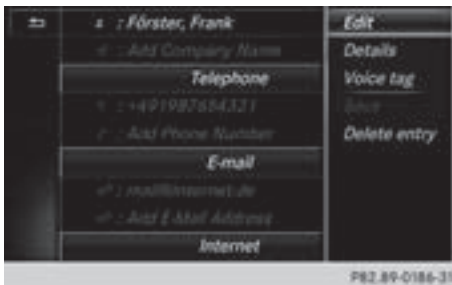 : Förster, Frank
: Add Company Name
Telephone
: +491987654321
: Add Phone Number
E-mail
: mail@internet.de
: Add E-Mail Address
Internet
Edit
Details
Voice tag
Delete entry
P82.89-0186-31